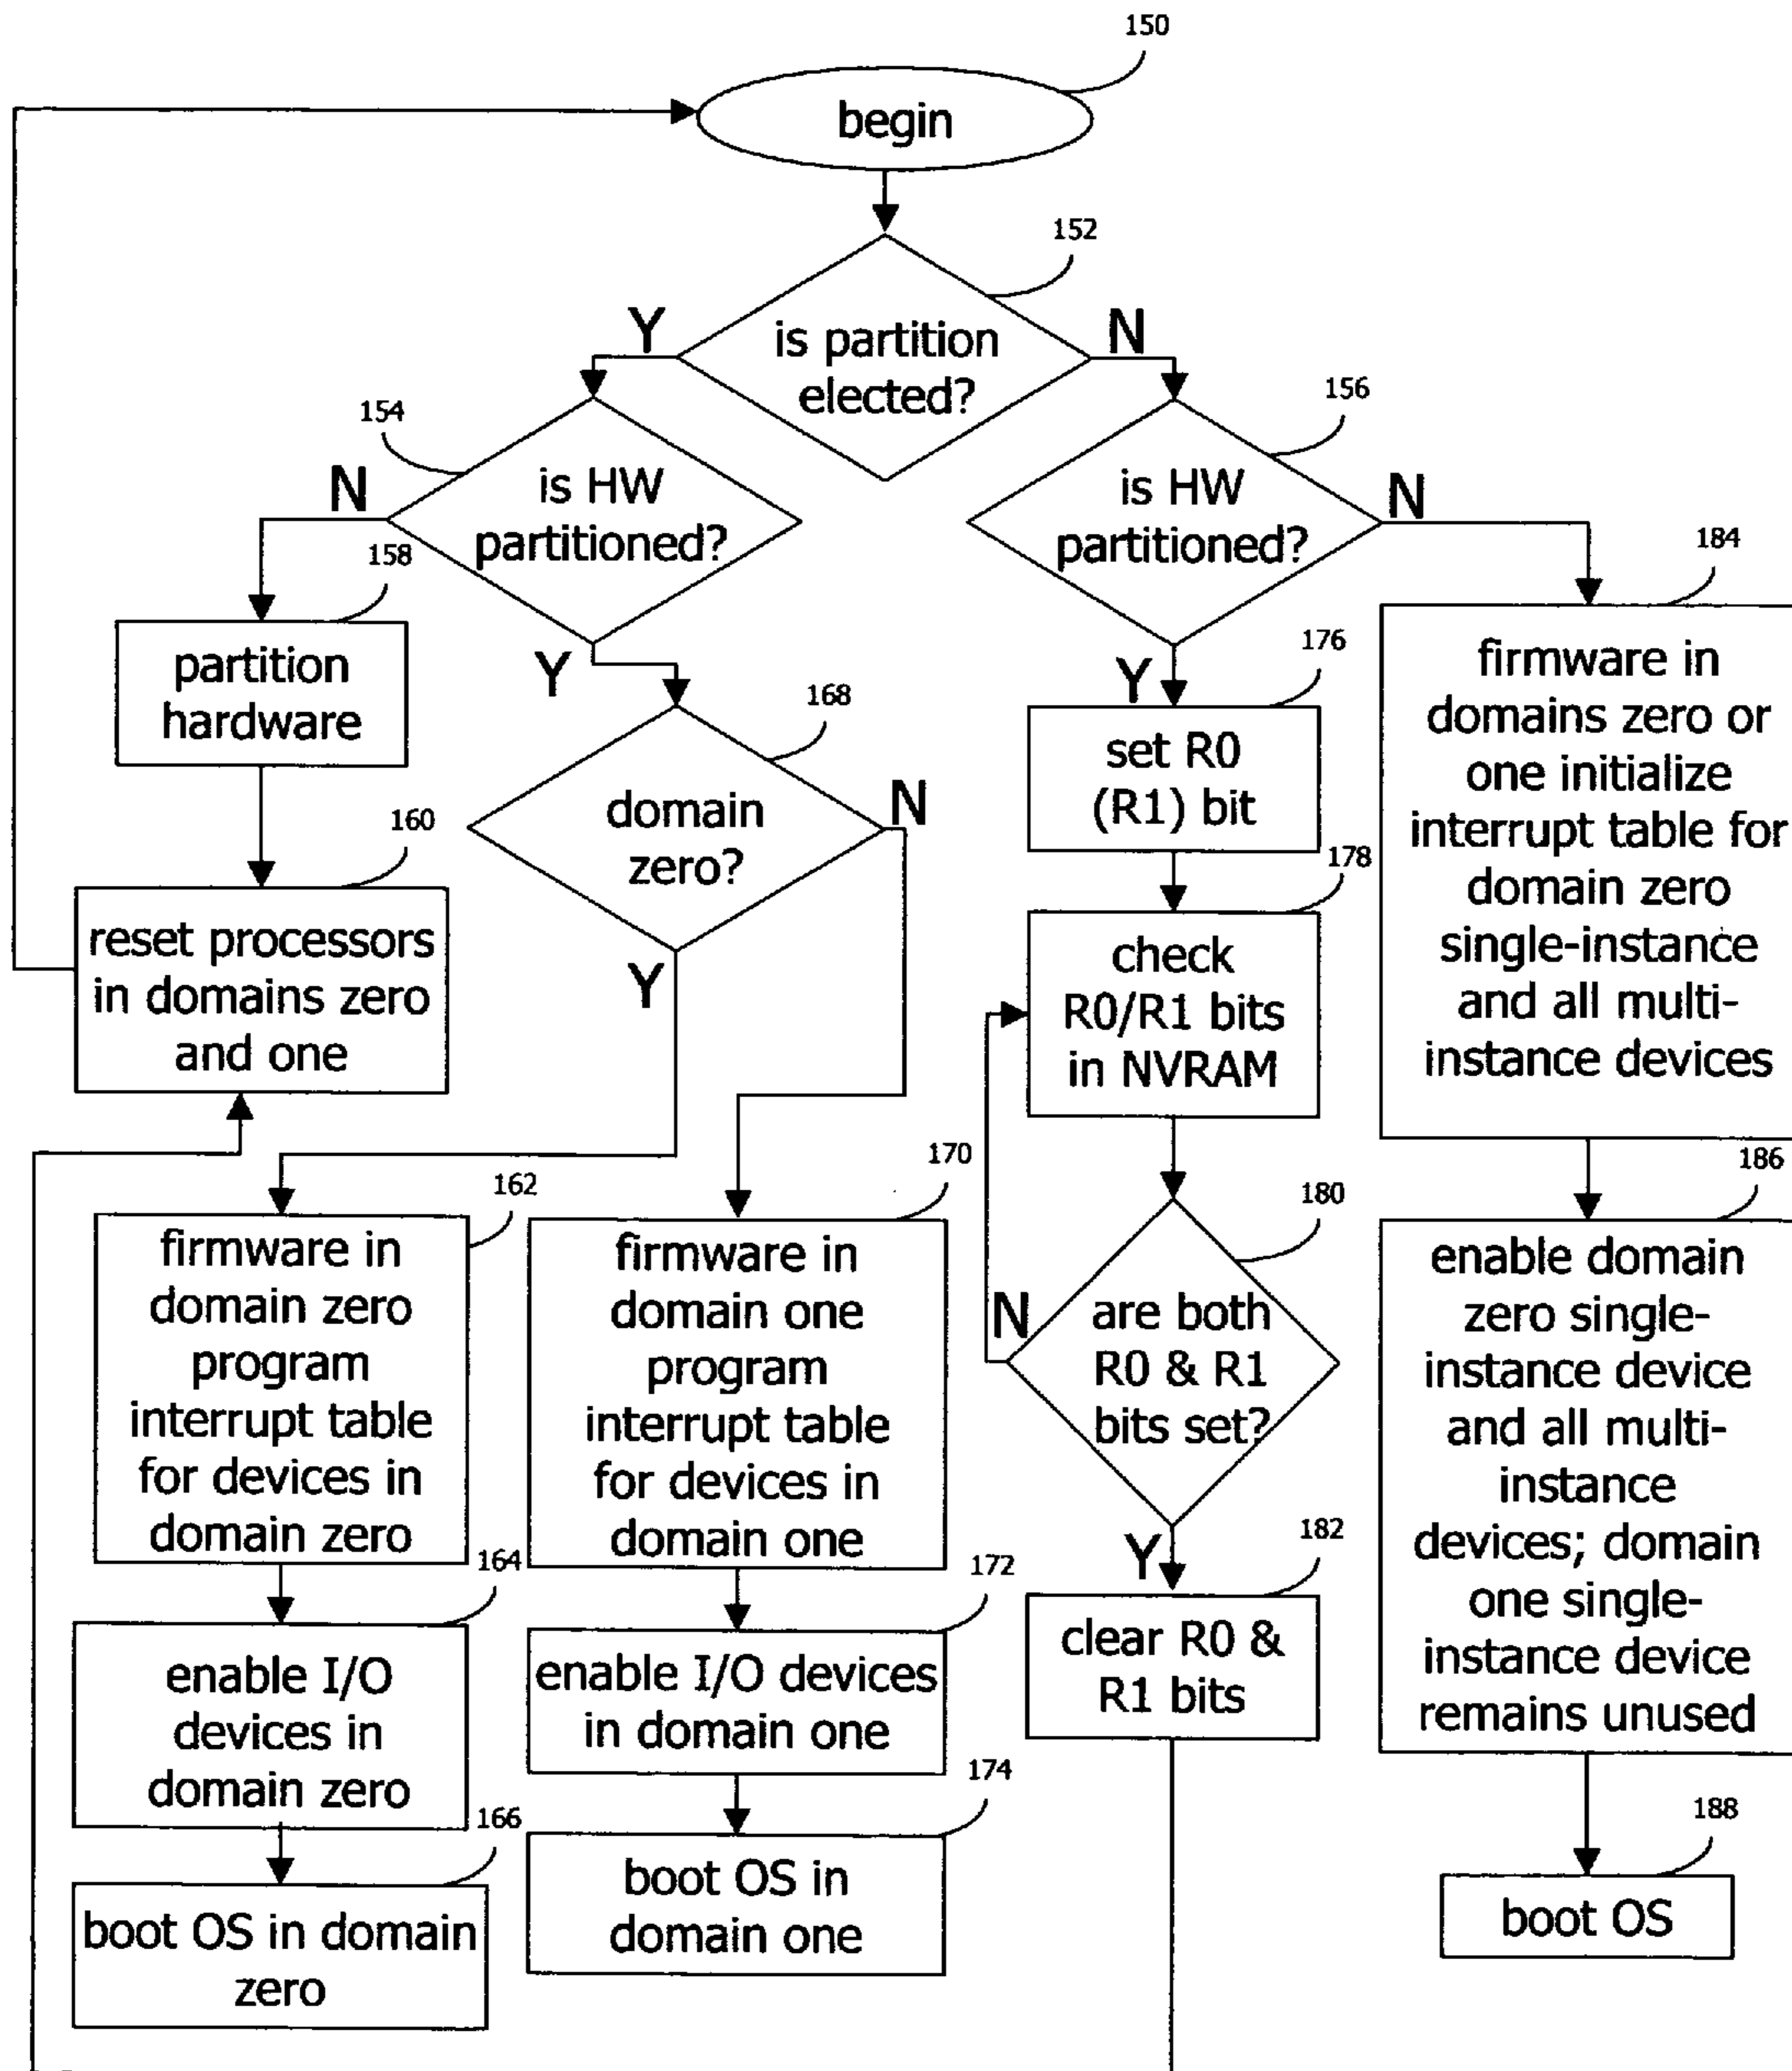 150
begin
152
is partition
elected?
Y
N
154
is HW
partitioned?
N
Y
156
is HW
partitioned?
N
Y
158
partition
hardware
160
reset processors
in domains zero
and one
168
domain
zero?
N
Y
176
set R0
(R1) bit
178
check
R0/R1 bits
in NVRAM
184
firmware in
domains zero or
one initialize
interrupt table for
domain zero
single-instance
and all multi-
instance devices
162
firmware in
domain zero
program
interrupt table
for devices in
domain zero
170
firmware in
domain one
program
interrupt table
for devices in
domain one
180
are both
R0 & R1
bits set?
N
Y
186
enable domain
zero single-
instance device
and all multi-
instance
devices; domain
one single-
instance device
remains unused
164
enable I/O
devices in
domain zero
172
enable I/O devices
in domain one
182
clear R0 &
R1 bits
166
boot OS in domain
zero
174
boot OS in
domain one
188
boot OS